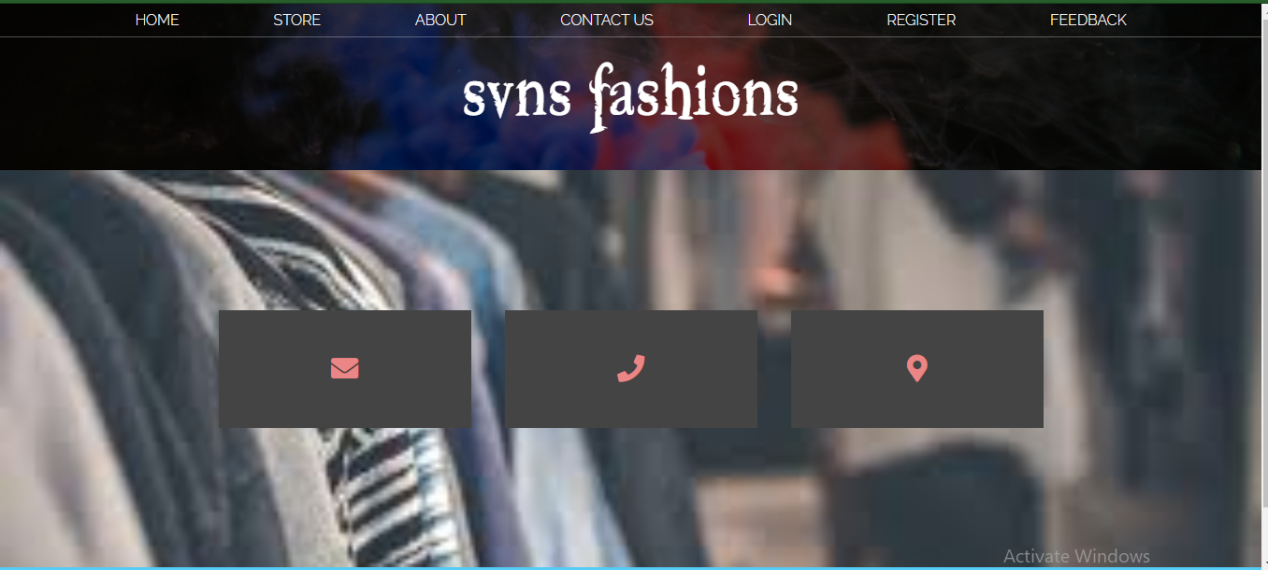 HOME STORE ABOUT CONTACT US LOGIN REGISTER FEEDBACK
svns fashions
Activate Windows